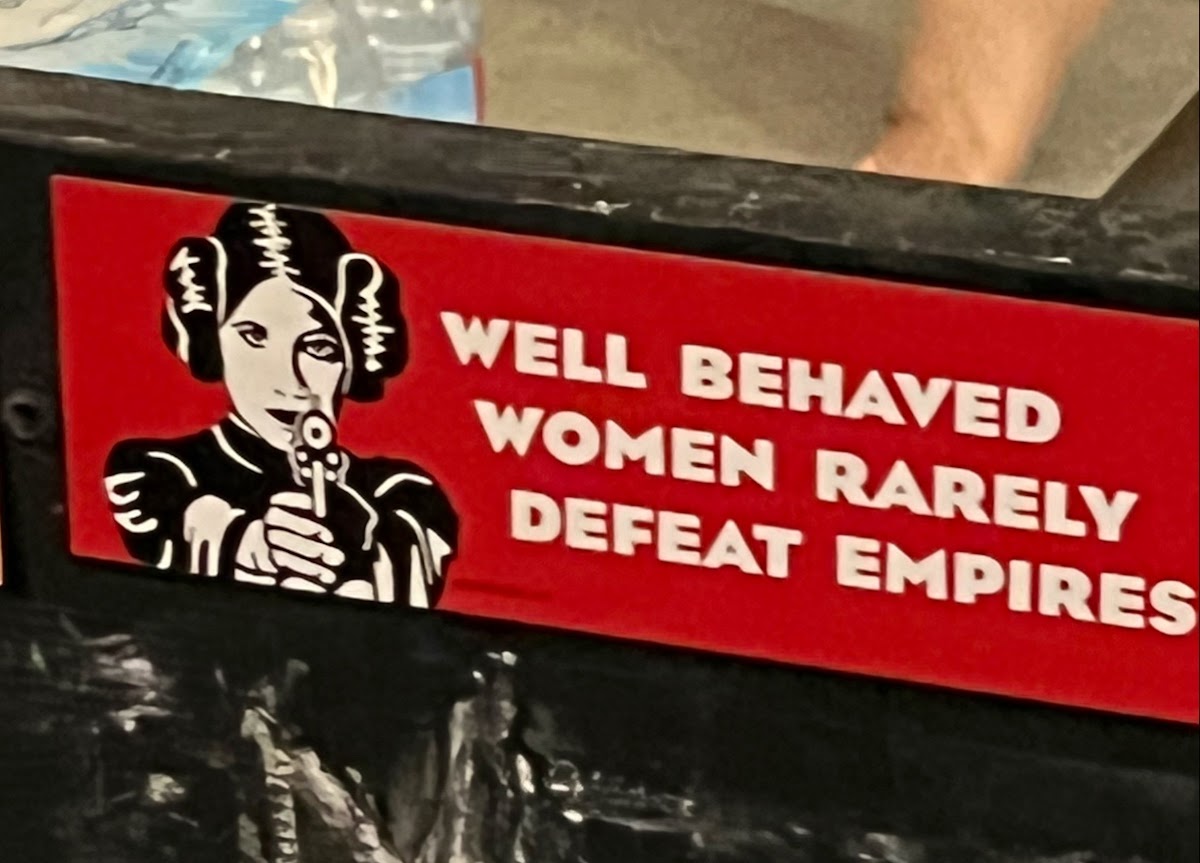 WELL BEHAVED
WOMEN RARELY
DEFEAT EMPIRES